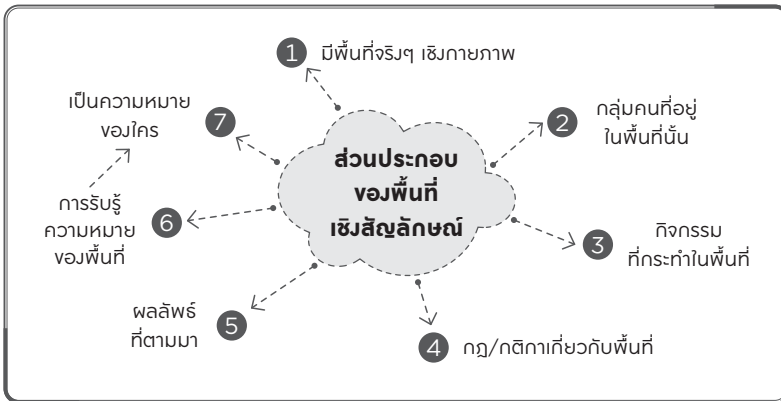 ส่วนประกอบ
ของพื้นที่
เชิงสัญลักษณ์
1 มีพื้นที่จริงๆ เชิงกายภาพ
2 กลุ่มคนที่อยู่
ในพื้นที่นั้น
3 กิจกรรม
ที่กระทำในพื้นที่
4 กฎ/กติกาเกี่ยวกับพื้นที่
5 ผลลัพธ์
ที่ตามมา
6 การรับรู้
ความหมาย
ของพื้นที่
7 เป็นความหมาย
ของใคร